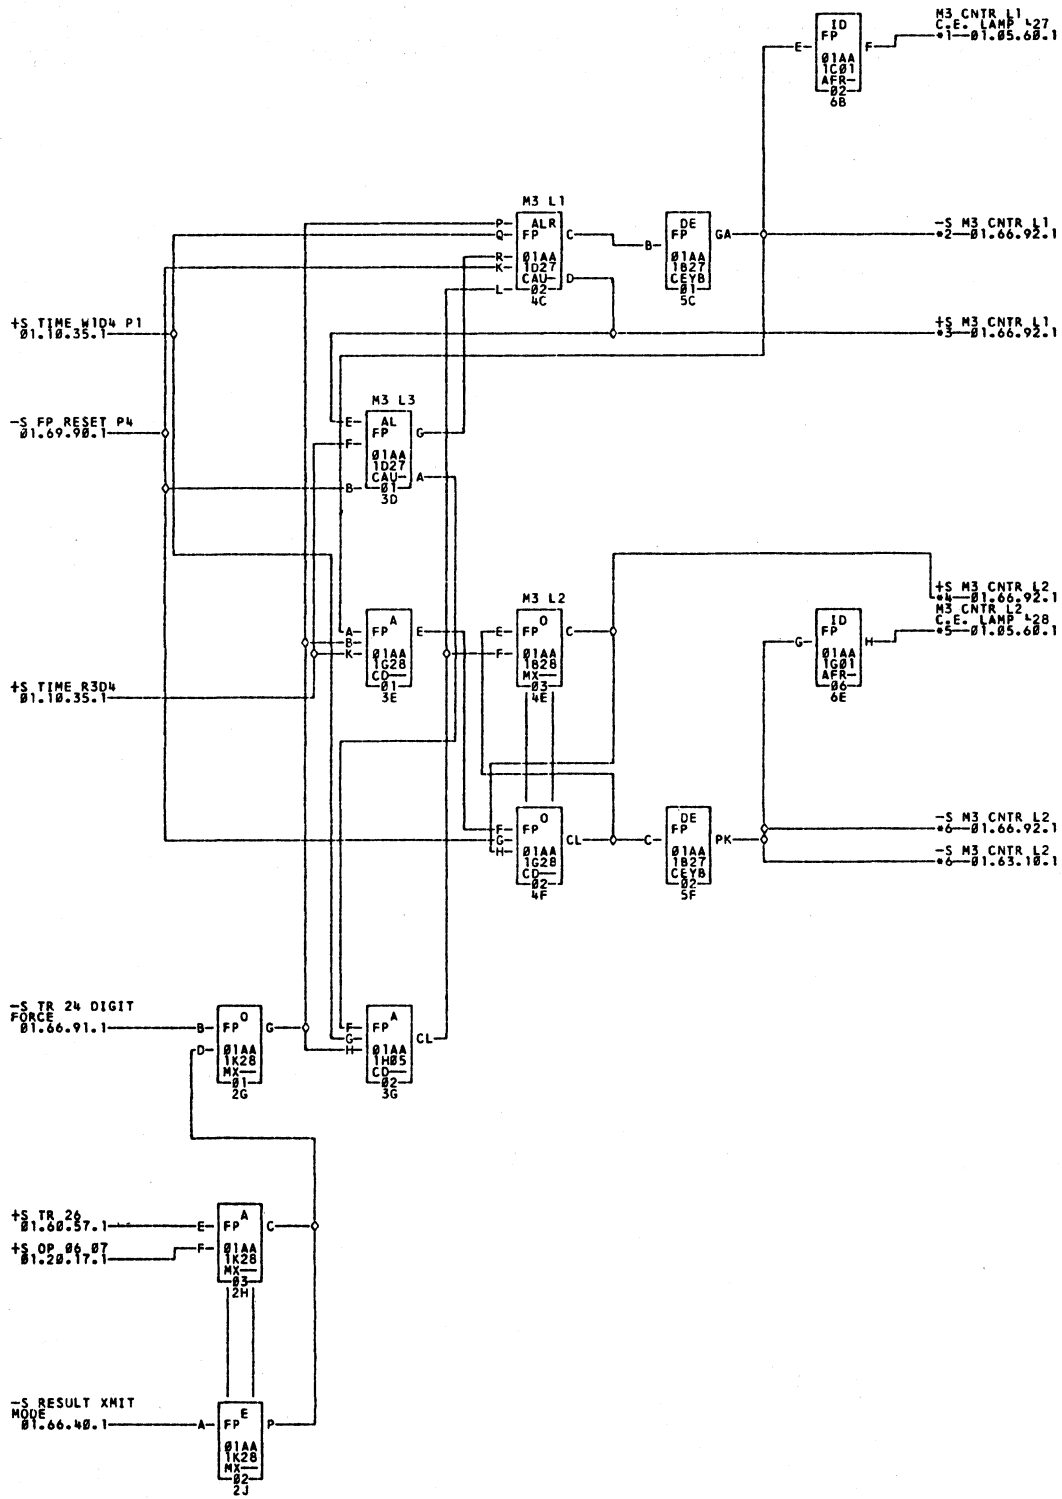 M3 CNTR L1
C.E. LAMP L27
*1—01.05.60.1
ID
E FP F
01AA
1C01
AFR-
02
6B
M3 L1
P ALR
Q FP C
R 01AA
K 1D27
CAU- D
L 02
4C
DE
FP GA
B
01AA
1B27
CEYB
01
5C
-S M3 CNTR L1
*2—01.66.92.1
+S TIME W1D4 P1
01.10.35.1
+S M3 CNTR L1
*3—01.66.92.1
-S FP RESET P4
01.69.90.1
M3 L3
E AL
FP G
F
01AA
1D27
CAU- A
B 01
3D
A
A FP E
B
K 01AA
1G28
CD—
01
3E
M3 L2
O
E FP C
F 01AA
1B28
MX—
03
4E
+S M3 CNTR L2
*4—01.66.92.1
M3 CNTR L2
C.E. LAMP L28
*5—01.05.60.1
ID
FP
G H
01AA
1G01
AFR-
06
6E
+S TIME R3D4
01.10.35.1
O
F FP CL
G
H 01AA
1G28
CD—
02
4F
DE
FP
C PK
01AA
1B27
CEYB
02
5F
-S M3 CNTR L2
*6—01.66.92.1
-S M3 CNTR L2
*6—01.63.10.1
-S TR 24 DIGIT
FORCE
01.66.91.1
O
B FP G
D 01AA
1K28
MX—
01
2G
A
F FP
G CL
H 01AA
1H05
CD—
02
3G
+S TR 26
01.60.57.1
+S OP 06 07
01.20.17.1
A
E FP C
F 01AA
1K28
MX—
03
2H
-S RESULT XMIT
MODE
01.66.40.1
E
A FP P
01AA
1K28
MX—
02
2J